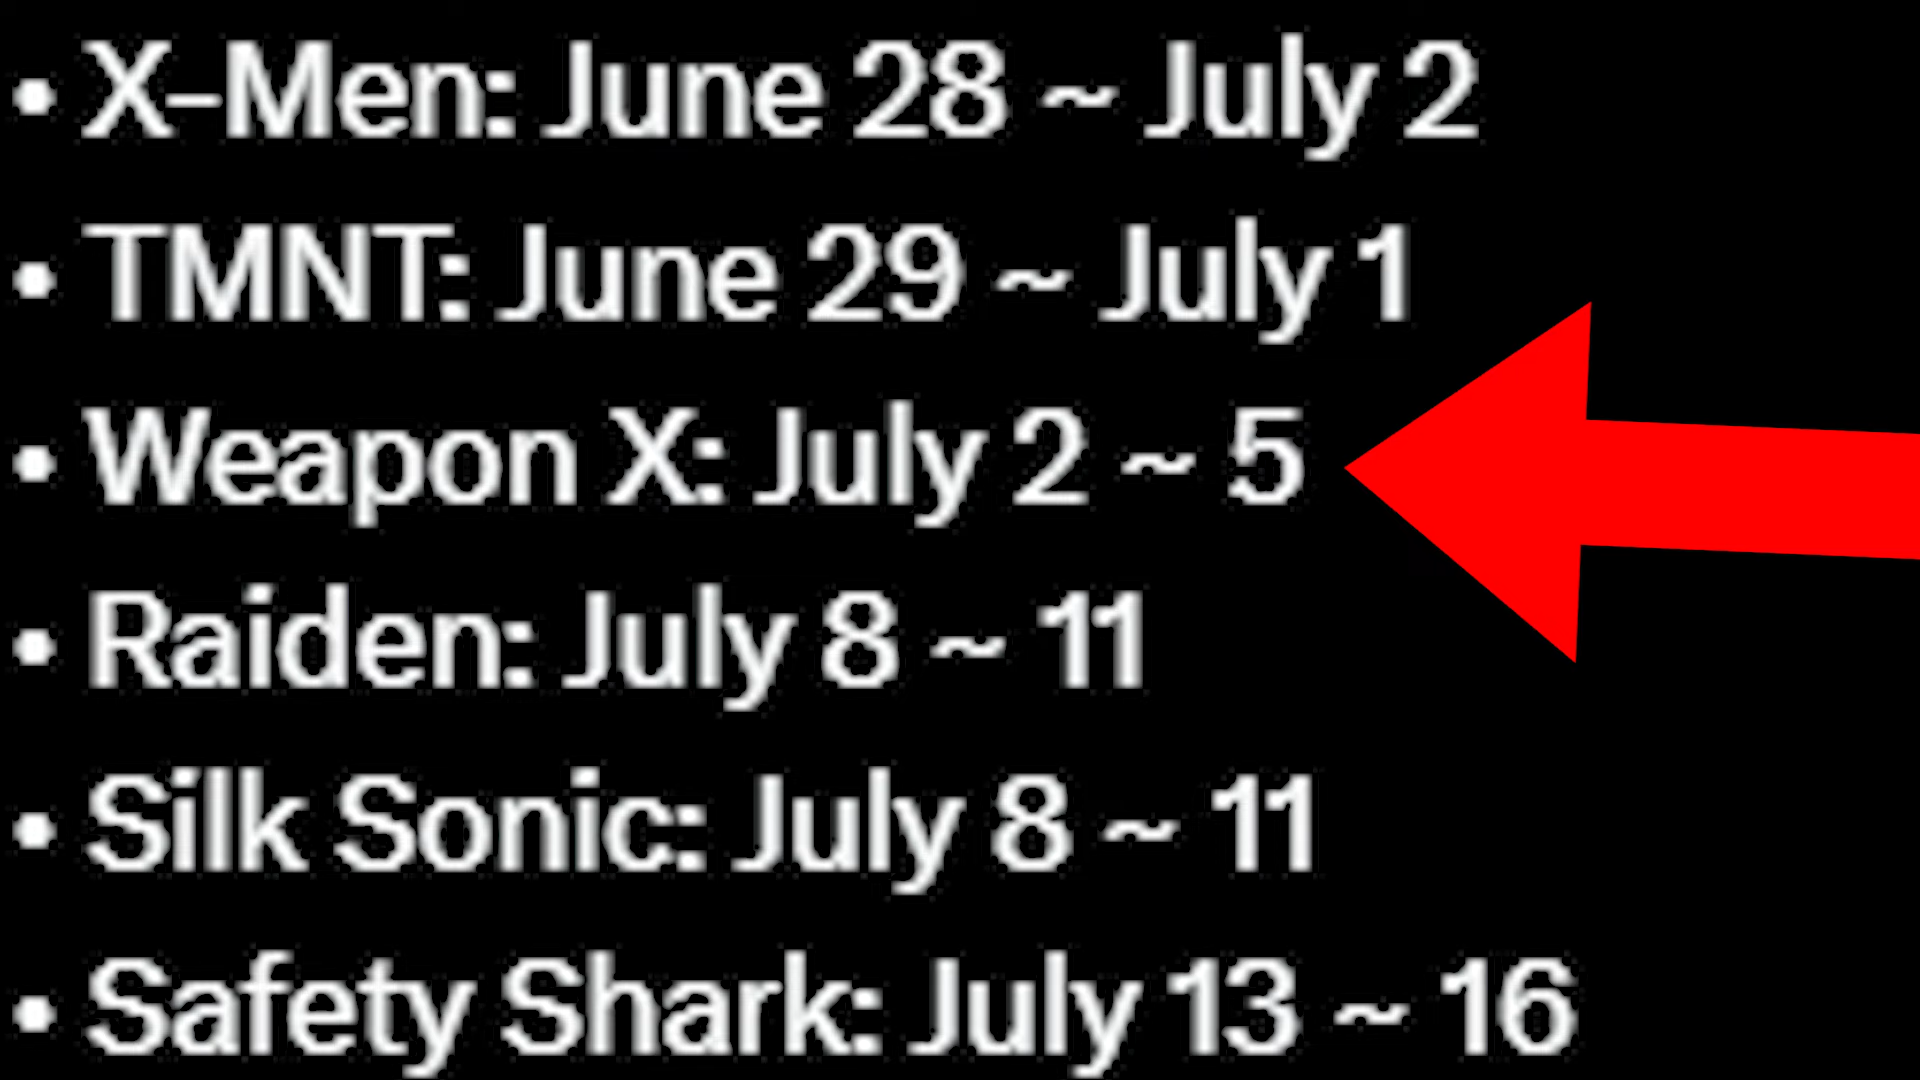 • X-Men: June 28 ~ July 2
• TMNT: June 29 ~ July 1
• Weapon X: July 2 ~ 5
• Raiden: July 8 ~ 11
• Silk Sonic: July 8 ~ 11
• Safety Shark: July 13 ~ 16